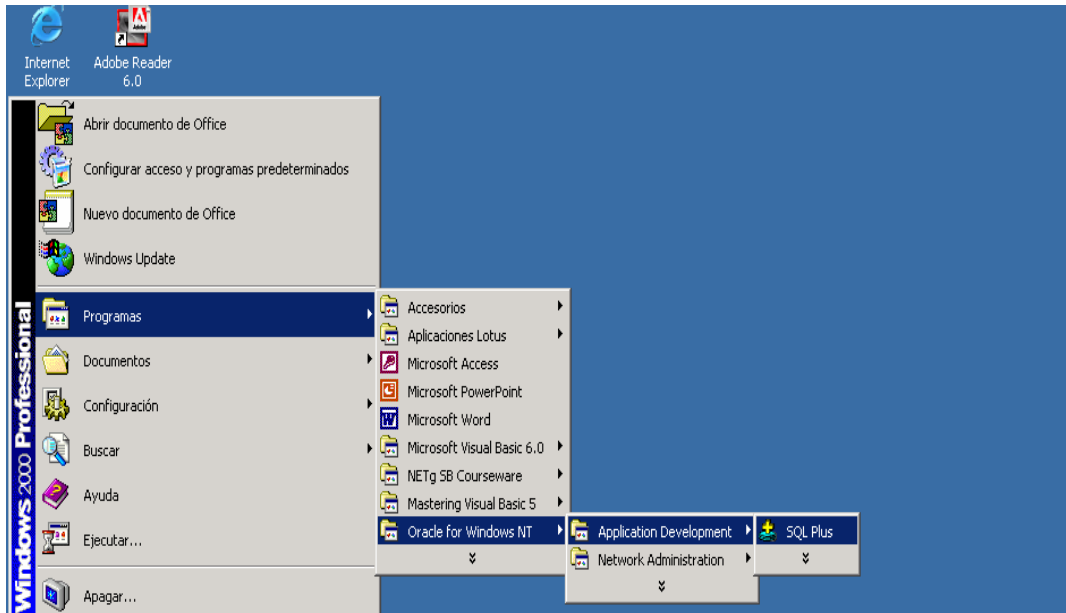 Internet
Explorer
Adobe Reader
6.0
Abrir documento de Office
Configurar acceso y programas predeterminados
Nuevo documento de Office
Windows Update
Programas
Documentos
Configuración
Buscar
Ayuda
Ejecutar...
Apagar...
Windows 2000 Professional
Accesorios
Aplicaciones Lotus
Microsoft Access
Microsoft PowerPoint
Microsoft Word
Microsoft Visual Basic 6.0
NETg SB Courseware
Mastering Visual Basic 5
Oracle for Windows NT
Application Development
Network Administration
SQL Plus